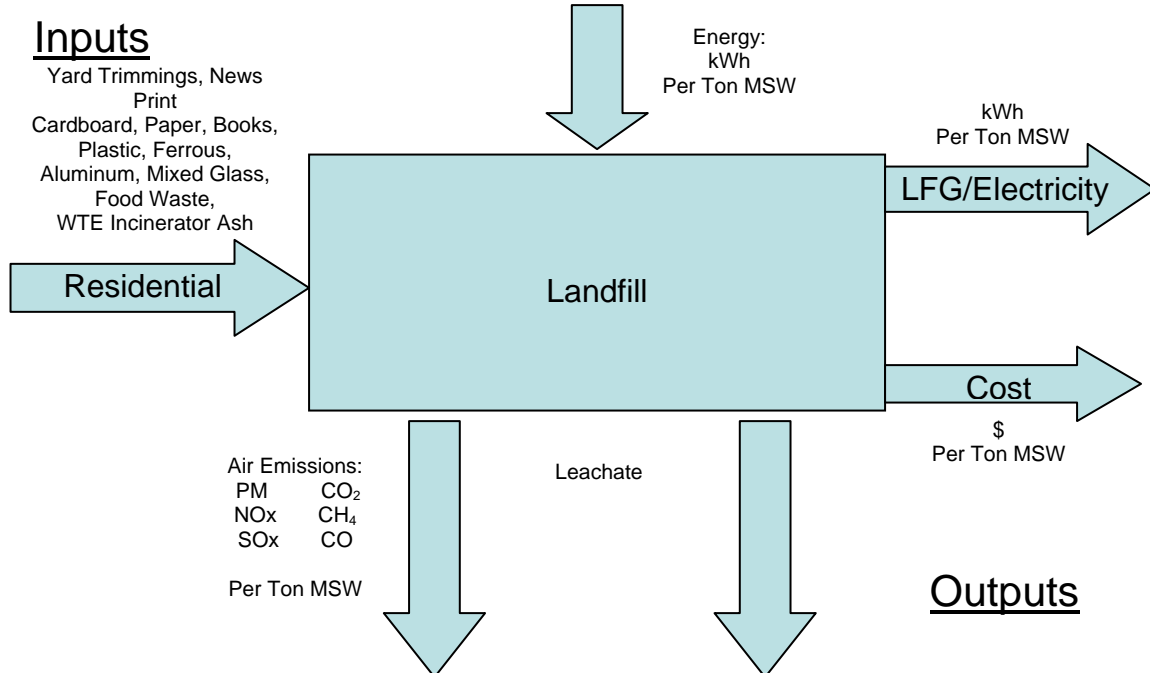 Inputs
Yard Trimmings, News
Print
Cardboard, Paper, Books,
Plastic, Ferrous,
Aluminum, Mixed Glass,
Food Waste,
WTE Incinerator Ash
Residential
Energy:
kWh
Per Ton MSW
kWh
Per Ton MSW
LFG/Electricity
Landfill
Cost
$
Per Ton MSW
Air Emissions:
PM CO₂
NOx CH₄
SOx CO
Per Ton MSW
Leachate
Outputs